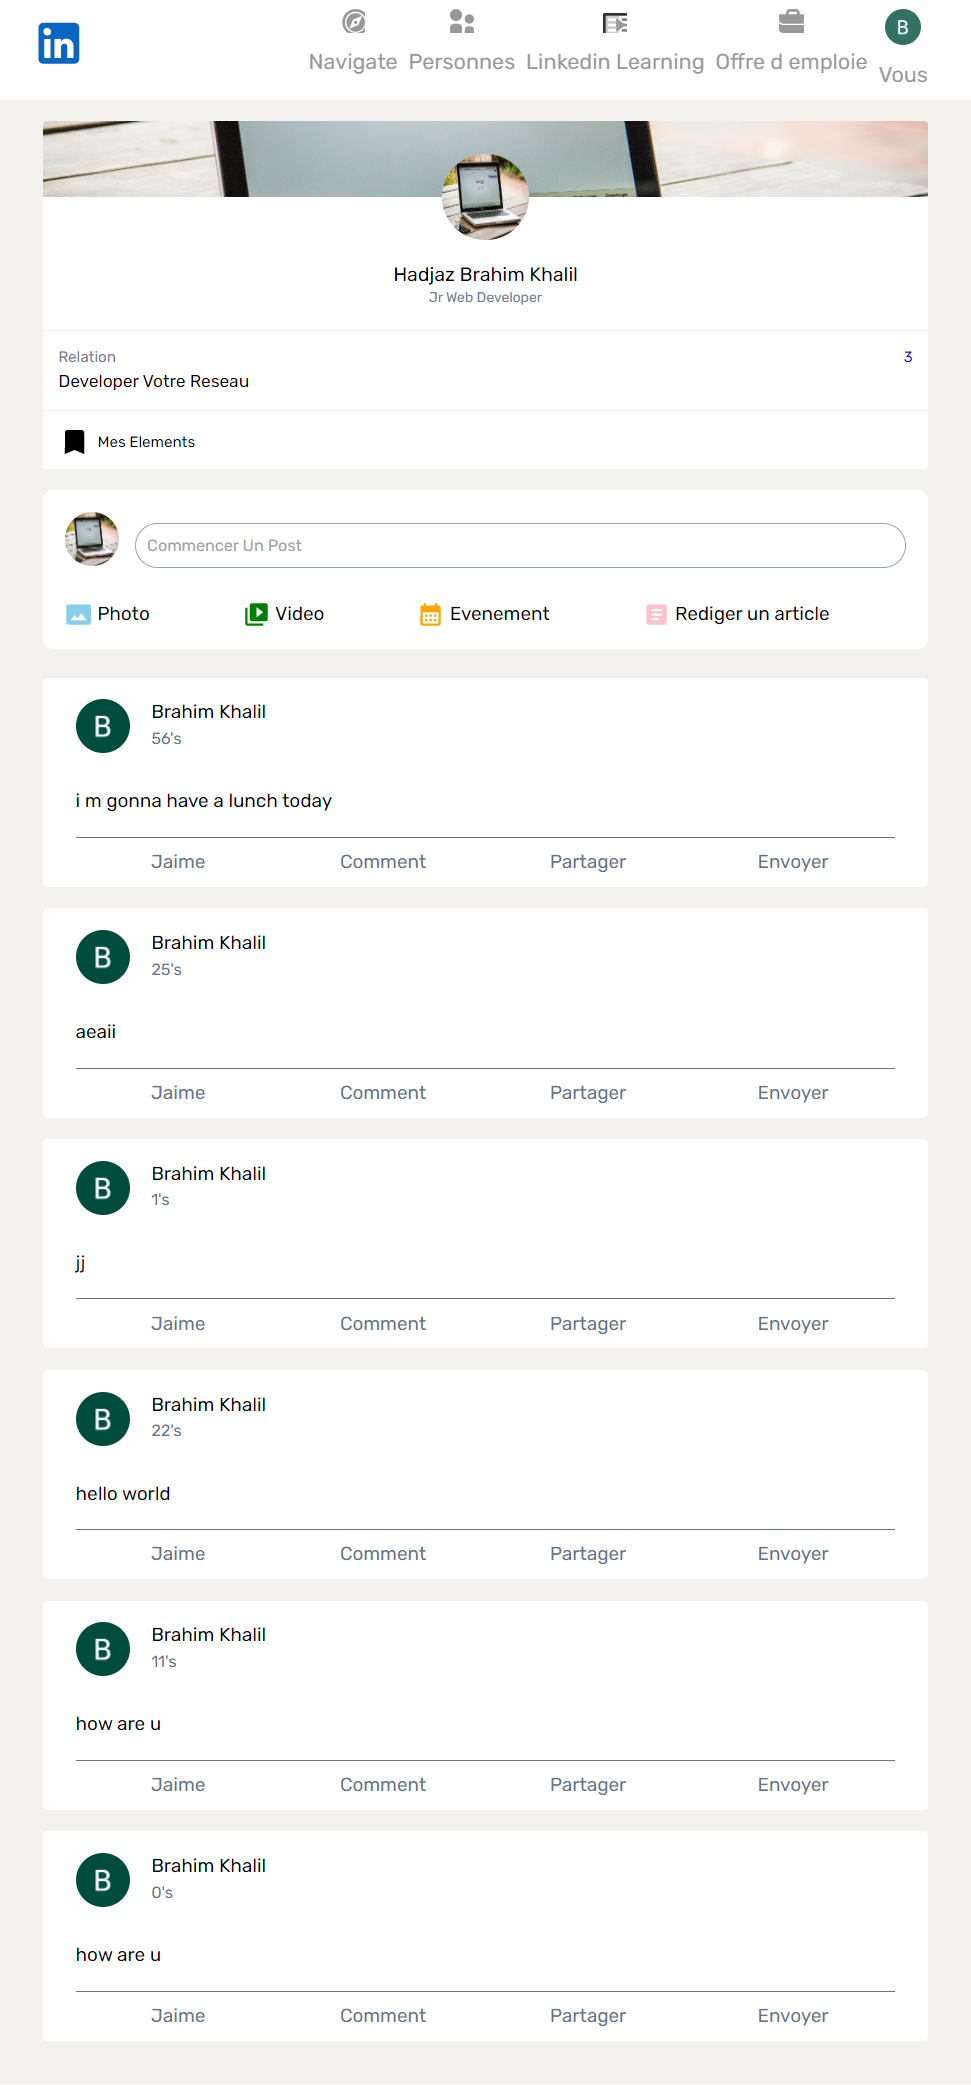 in
Navigate Personnes Linkedin Learning Offre d emploie B Vous
Hadjaz Brahim Khalil
Jr Web Developer
Relation 3
Developer Votre Reseau
Mes Elements
Commencer Un Post
Photo Video Evenement Rediger un article
B Brahim Khalil
56's
i m gonna have a lunch today
Jaime Comment Partager Envoyer
B Brahim Khalil
25's
aeaii
Jaime Comment Partager Envoyer
B Brahim Khalil
1's
jj
Jaime Comment Partager Envoyer
B Brahim Khalil
22's
hello world
Jaime Comment Partager Envoyer
B Brahim Khalil
11's
how are u
Jaime Comment Partager Envoyer
B Brahim Khalil
0's
how are u
Jaime Comment Partager Envoyer